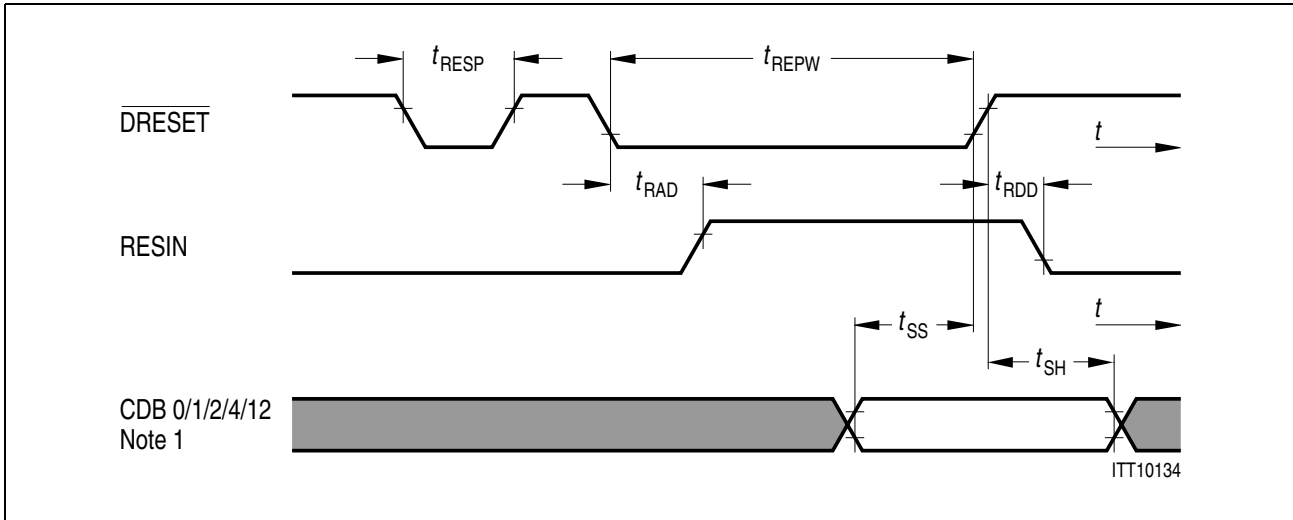 tRESP
tREPW
DRESET
t
tRAD
tRDD
RESIN
t
tSS
tSH
CDB 0/1/2/4/12
Note 1
ITT10134